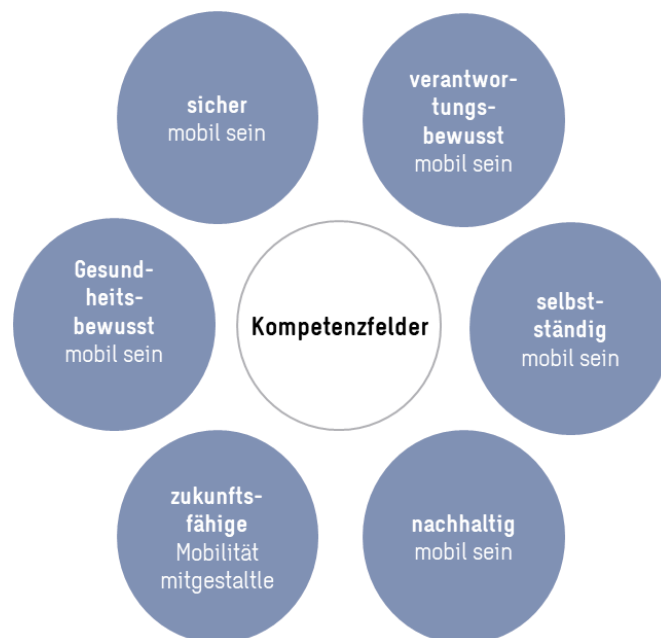 sicher
mobil sein
verantwor-
tungs-
bewusst
mobil sein
Gesund-
heits-
bewusst
mobil sein
Kompetenzfelder
selbst-
ständig
mobil sein
zukunfts-
fähige
Mobilität
mitgestaltle
nachhaltig
mobil sein